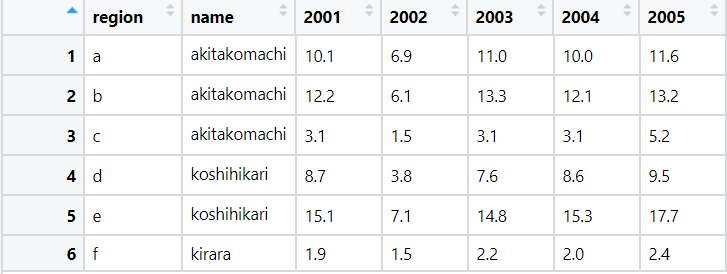 region name 2001 2002 2003 2004 2005
1 a akitakomachi 10.1 6.9 11.0 10.0 11.6
2 b akitakomachi 12.2 6.1 13.3 12.1 13.2
3 c akitakomachi 3.1 1.5 3.1 3.1 5.2
4 d koshihikari 8.7 3.8 7.6 8.6 9.5
5 e koshihikari 15.1 7.1 14.8 15.3 17.7
6 f kirara 1.9 1.5 2.2 2.0 2.4